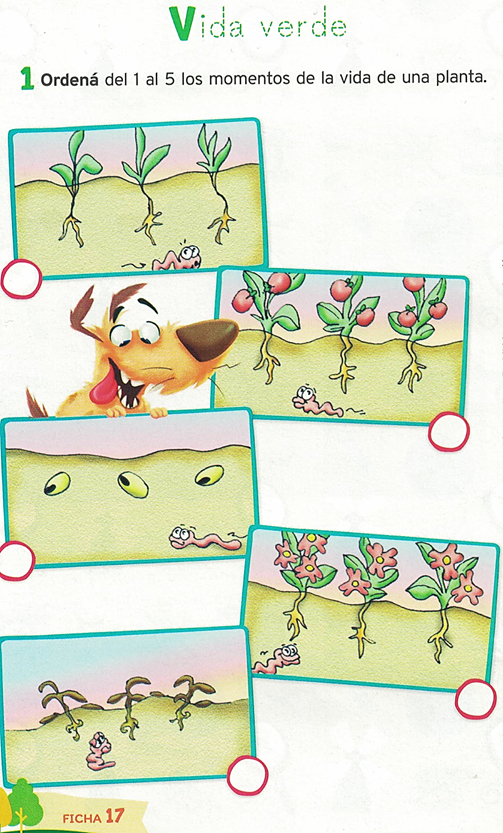 Vida verde
1 Ordená del 1 al 5 los momentos de la vida de una planta.
FICHA 17